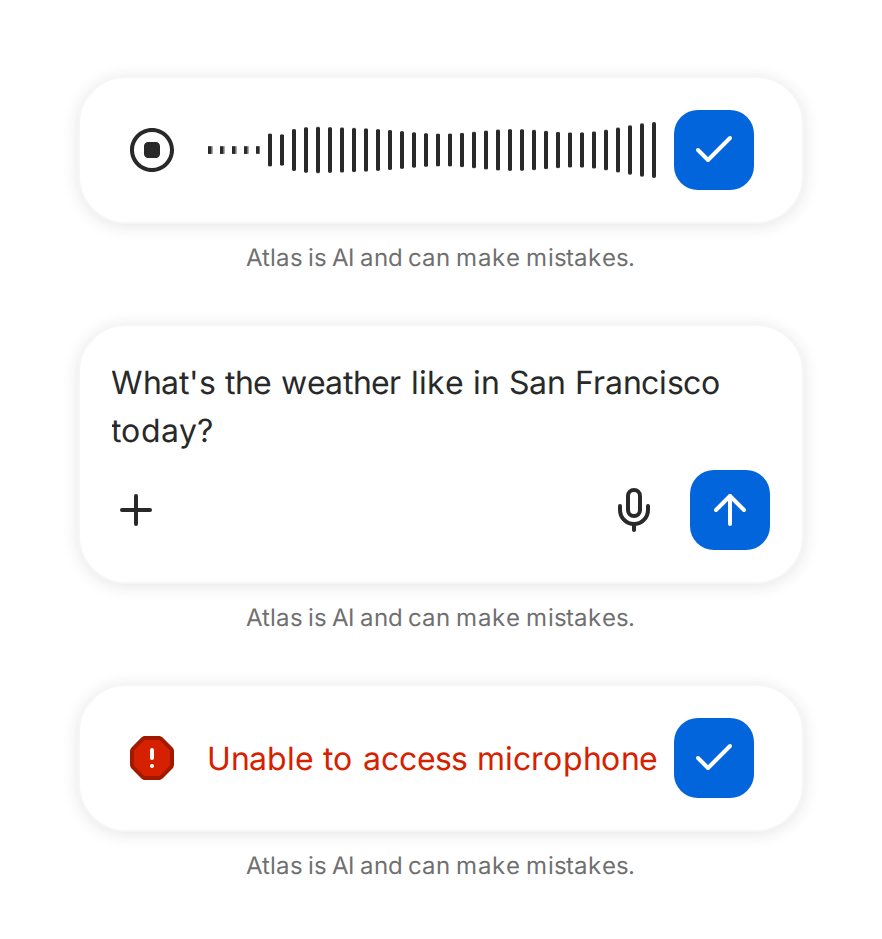 Atlas is AI and can make mistakes.
What's the weather like in San Francisco
today?
Atlas is AI and can make mistakes.
Unable to access microphone
Atlas is AI and can make mistakes.